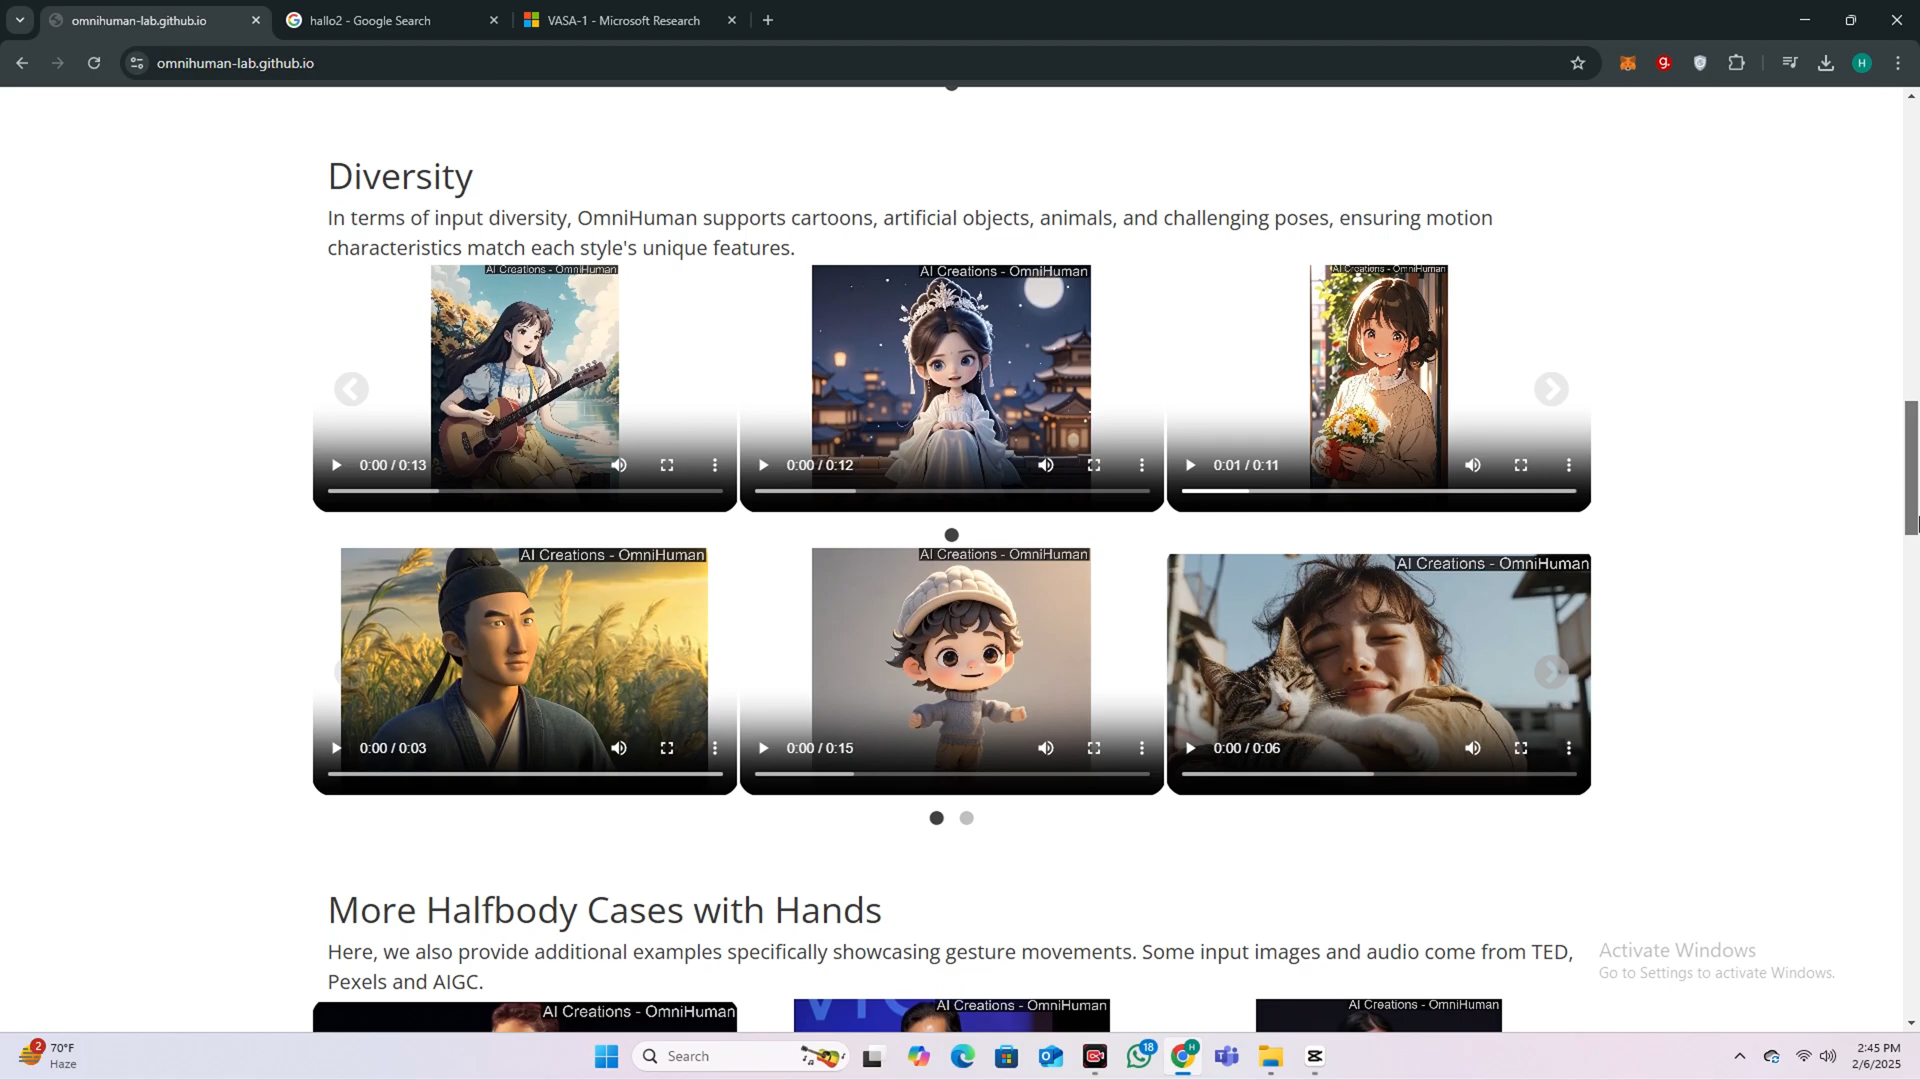 omnihuman-lab.github.io
hallo2 - Google Search
VASA-1 - Microsoft Research
omnihuman-lab.github.io
g.
H
Diversity
In terms of input diversity, OmniHuman supports cartoons, artificial objects, animals, and challenging poses, ensuring motion
characteristics match each style's unique features.
AI Creations - OmniHuman
AI Creations - OmniHuman
AI Creations - OmniHuman
0:00 / 0:13
0:00 / 0:12
0:01 / 0:11
AI Creations - OmniHuman
AI Creations - OmniHuman
AI Creations - OmniHuman
0:00 / 0:03
0:00 / 0:15
0:00 / 0:06
More Halfbody Cases with Hands
Here, we also provide additional examples specifically showcasing gesture movements. Some input images and audio come from TED,
Pexels and AIGC.
AI Creations - OmniHuman
AI Creations - OmniHuman
AI Creations - OmniHuman
Activate Windows
Go to Settings to activate Windows.
2
70°F
Haze
Search
18
H
2:45 PM
2/6/2025